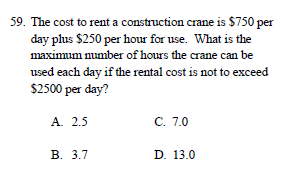 59. The cost to rent a construction crane is $750 per
day plus $250 per hour for use. What is the
maximum number of hours the crane can be
used each day if the rental cost is not to exceed
$2500 per day?
A. 2.5 C. 7.0
B. 3.7 D. 13.0